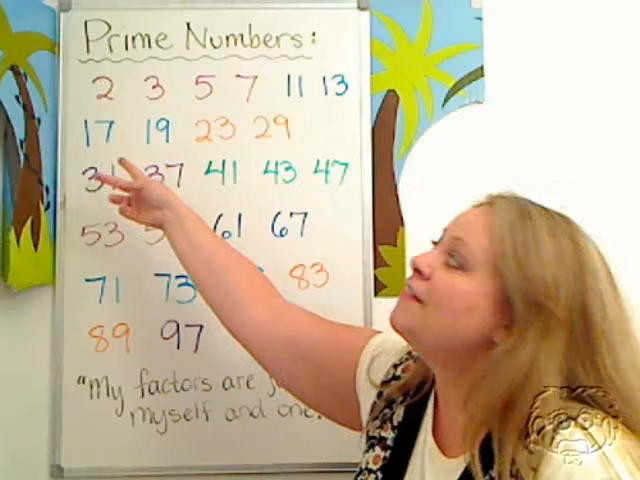 Prime Numbers:
2 3 5 7 11 13
17 19 23 29
31 37 41 43 47
53 61 67
71 73 83
89 97
"My factors are
myself and one.